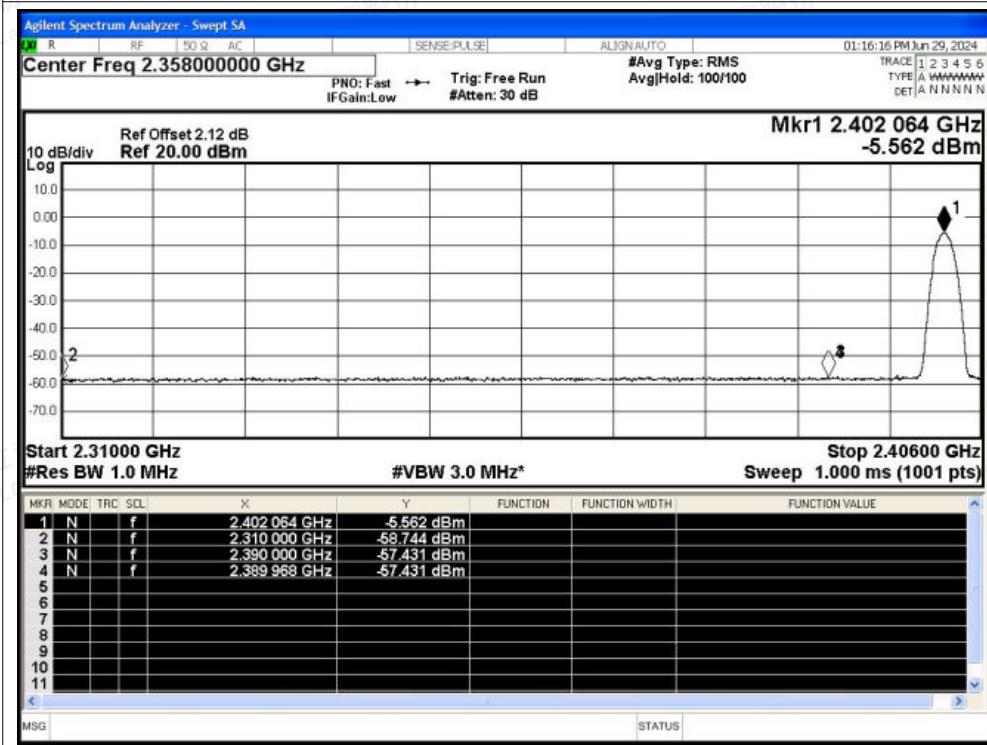 Agilent Spectrum Analyzer - Swept SA
LXI R RF 50 Ω AC SENSE:PULSE ALIGN AUTO 01:16:16 PM Jun 29, 2024
Center Freq 2.358000000 GHz
PNO: Fast
IFGain:Low
Trig: Free Run
#Atten: 30 dB
#Avg Type: RMS
Avg|Hold: 100/100
TRACE 1 2 3 4 5 6
TYPE A WWWWW
DET A N N N N N
Ref Offset 2.12 dB
10 dB/div Ref 20.00 dBm
Log
Mkr1 2.402 064 GHz
-5.562 dBm
10.0
0.00
-10.0
-20.0
-30.0
-40.0
-50.0
-60.0
-70.0
1
2
Start 2.31000 GHz Stop 2.40600 GHz
#Res BW 1.0 MHz #VBW 3.0 MHz* Sweep 1.000 ms (1001 pts)
MKR MODE TRC SCL X Y FUNCTION FUNCTION WIDTH FUNCTION VALUE
1 N f 2.402 064 GHz -5.562 dBm
2 N f 2.310 000 GHz -58.744 dBm
3 N f 2.390 000 GHz -57.431 dBm
4 N f 2.389 968 GHz -57.431 dBm
5
6
7
8
9
10
11
MSG STATUS